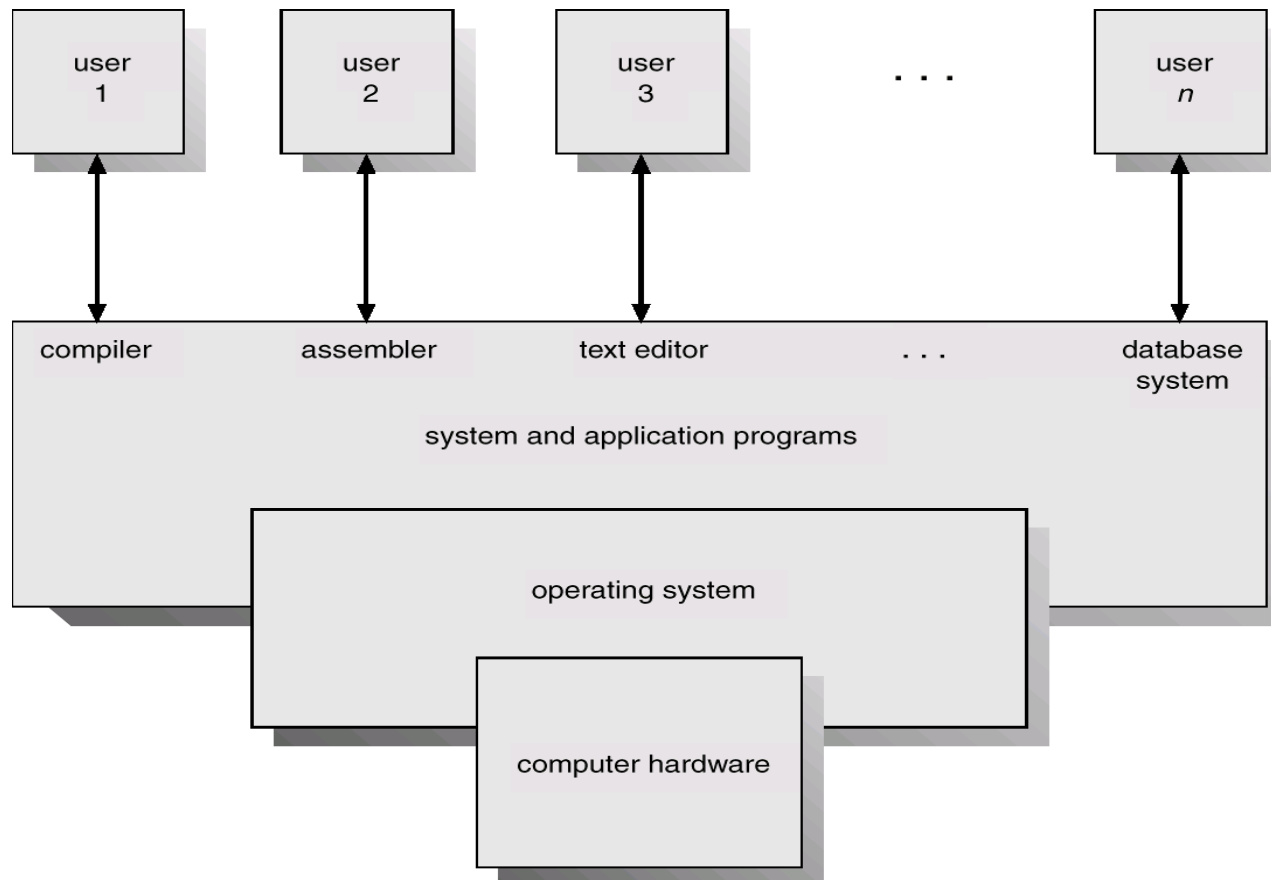 user
1
user
2
user
3
. . .
user
n
compiler
assembler
text editor
. . .
database
system
system and application programs
operating system
computer hardware